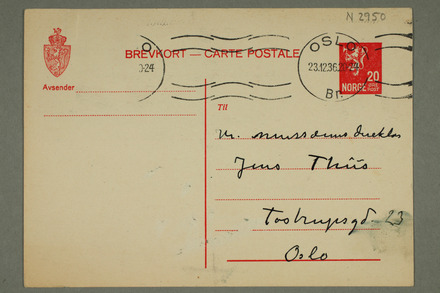 N 2950
BREVKORT — CARTE POSTALE
OSLO
23.12.36
Br.
20
NORGE
Avsender
Til
Hr. museumsdirektør
Jens Thiis
Tostrupsgd. 23
Oslo